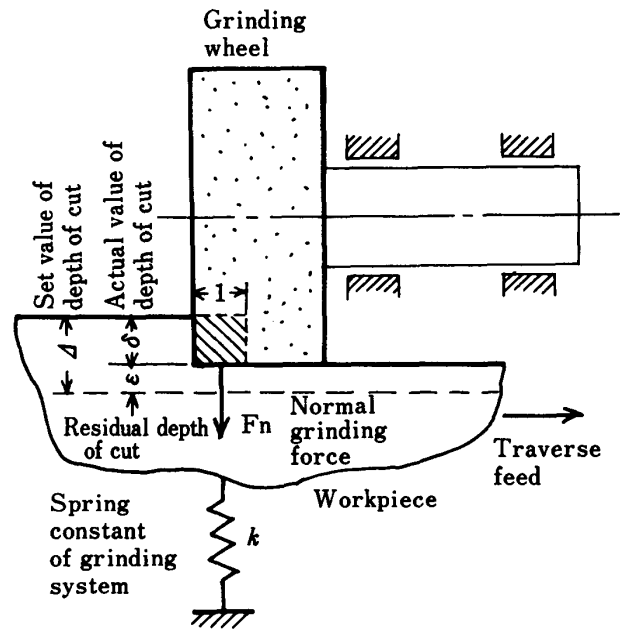 Grinding
wheel
Set value of
depth of cut
Actual value of
depth of cut
1
Δ
δ
ε
Fn
Normal
grinding
force
Residual depth
of cut
Traverse
feed
Workpiece
Spring
constant
of grinding
system
k